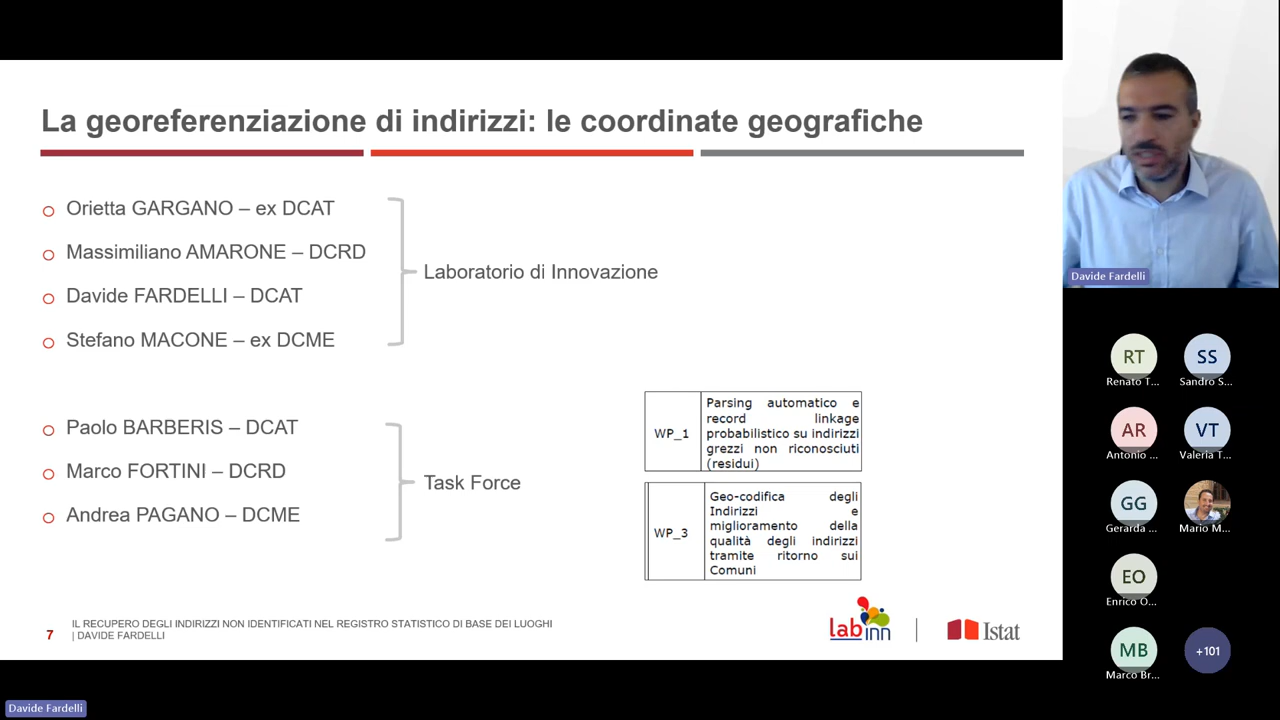 La georeferenziazione di indirizzi: le coordinate geografiche
Orietta GARGANO – ex DCAT
Massimiliano AMARONE – DCRD
Davide FARDELLI – DCAT
Stefano MACONE – ex DCME
Laboratorio di Innovazione
Paolo BARBERIS – DCAT
Marco FORTINI – DCRD
Andrea PAGANO – DCME
Task Force
WP_1
Parsing automatico e
record linkage
probabilistico su indirizzi
grezzi non riconosciuti
(residui)
WP_3
Geo-codifica degli
Indirizzi e
miglioramento della
qualità degli indirizzi
tramite ritorno sui
Comuni
7
IL RECUPERO DEGLI INDIRIZZI NON IDENTIFICATI NEL REGISTRO STATISTICO DI BASE DEI LUOGHI
| DAVIDE FARDELLI
lab inn
Istat
Davide Fardelli
RT
Renato T...
SS
Sandro S...
AR
Antonio ...
VT
Valeria T...
GG
Gerarda ...
Mario M...
EO
Enrico O...
MB
Marco Br...
+101
Davide Fardelli